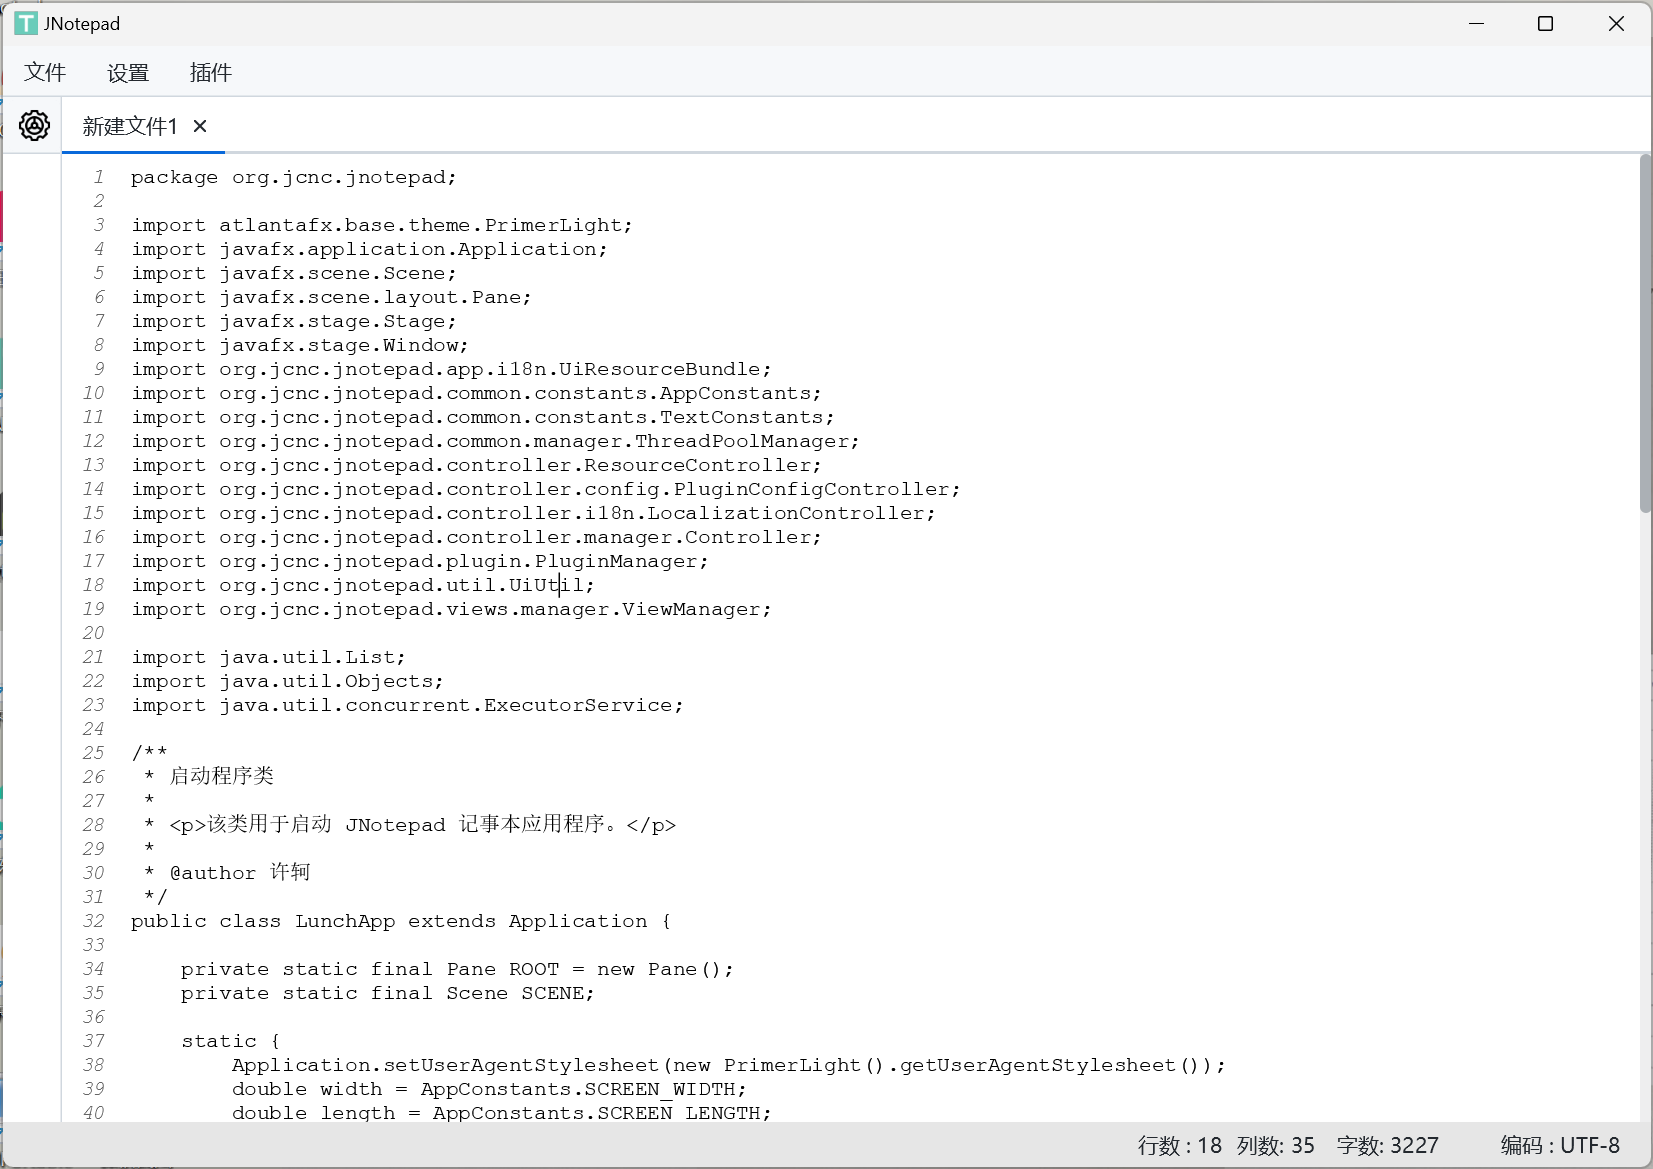 JNotepad
文件 设置 插件
新建文件1
1 package org.jcnc.jnotepad;
2
3 import atlantafx.base.theme.PrimerLight;
4 import javafx.application.Application;
5 import javafx.scene.Scene;
6 import javafx.scene.layout.Pane;
7 import javafx.stage.Stage;
8 import javafx.stage.Window;
9 import org.jcnc.jnotepad.app.i18n.UiResourceBundle;
10 import org.jcnc.jnotepad.common.constants.AppConstants;
11 import org.jcnc.jnotepad.common.constants.TextConstants;
12 import org.jcnc.jnotepad.common.manager.ThreadPoolManager;
13 import org.jcnc.jnotepad.controller.ResourceController;
14 import org.jcnc.jnotepad.controller.config.PluginConfigController;
15 import org.jcnc.jnotepad.controller.i18n.LocalizationController;
16 import org.jcnc.jnotepad.controller.manager.Controller;
17 import org.jcnc.jnotepad.plugin.PluginManager;
18 import org.jcnc.jnotepad.util.UiUtil;
19 import org.jcnc.jnotepad.views.manager.ViewManager;
20
21 import java.util.List;
22 import java.util.Objects;
23 import java.util.concurrent.ExecutorService;
24
25 /**
26  * 启动程序类
27  *
28  * <p>该类用于启动 JNotepad 记事本应用程序。</p>
29  *
30  * @author 许轲
31  */
32 public class LunchApp extends Application {
33
34     private static final Pane ROOT = new Pane();
35     private static final Scene SCENE;
36
37     static {
38         Application.setUserAgentStylesheet(new PrimerLight().getUserAgentStylesheet());
39         double width = AppConstants.SCREEN_WIDTH;
40         double length = AppConstants.SCREEN_LENGTH;
行数 : 18 列数: 35 字数: 3227 编码 : UTF-8